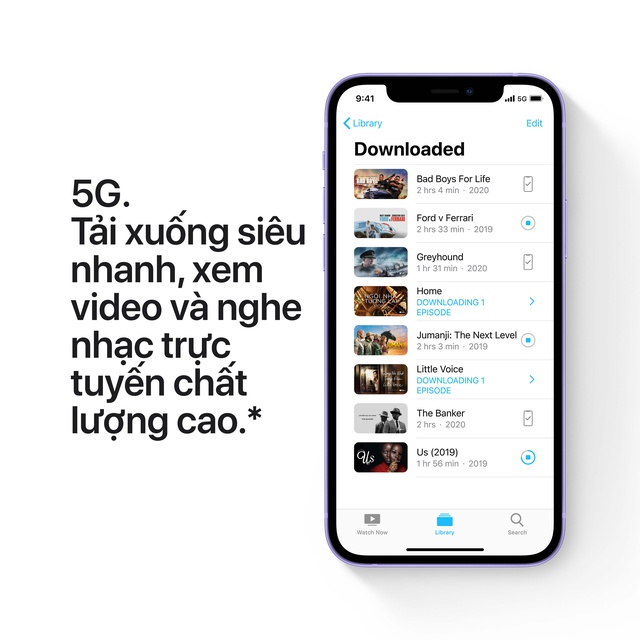 5G.
Tải xuống siêu
nhanh, xem
video và nghe
nhạc trực
tuyến chất
lượng cao.*
9:41
5G
Library
Edit
Downloaded
Bad Boys For Life
2 hrs 4 min · 2020
Ford v Ferrari
2 hrs 33 min · 2019
Greyhound
1 hr 31 min · 2020
Home
DOWNLOADING 1
EPISODE
Jumanji: The Next Level
2 hrs 3 min · 2019
Little Voice
DOWNLOADING 1
EPISODE
The Banker
2 hrs · 2020
Us (2019)
1 hr 56 min · 2019
Us
Watch Now
Library
Search